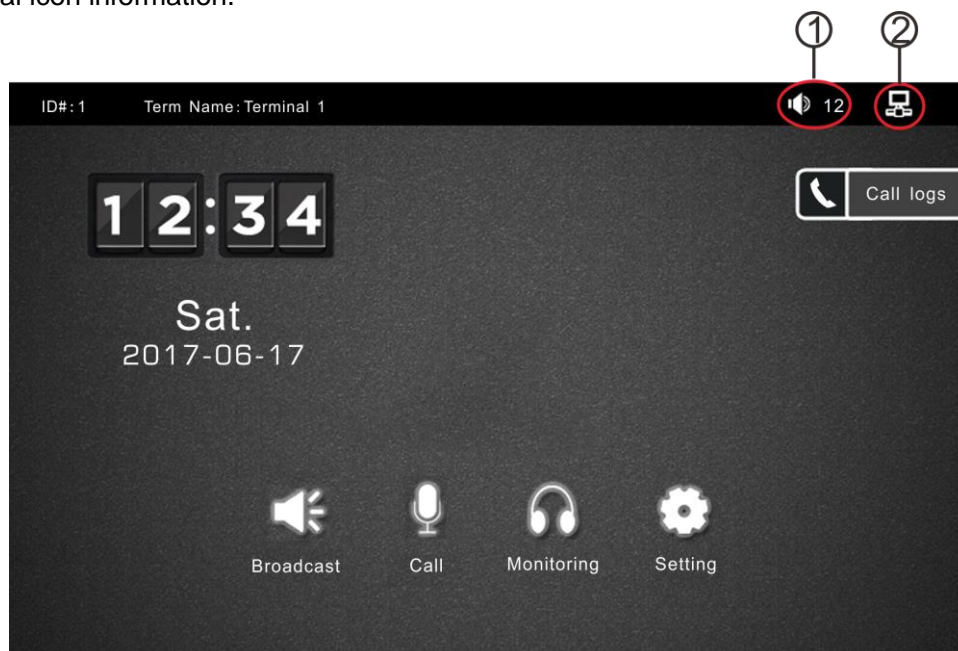 al icon information.
① ②
ID#:1 Term Name:Terminal 1 12
Call logs
12:34
Sat.
2017-06-17
Broadcast Call Monitoring Setting